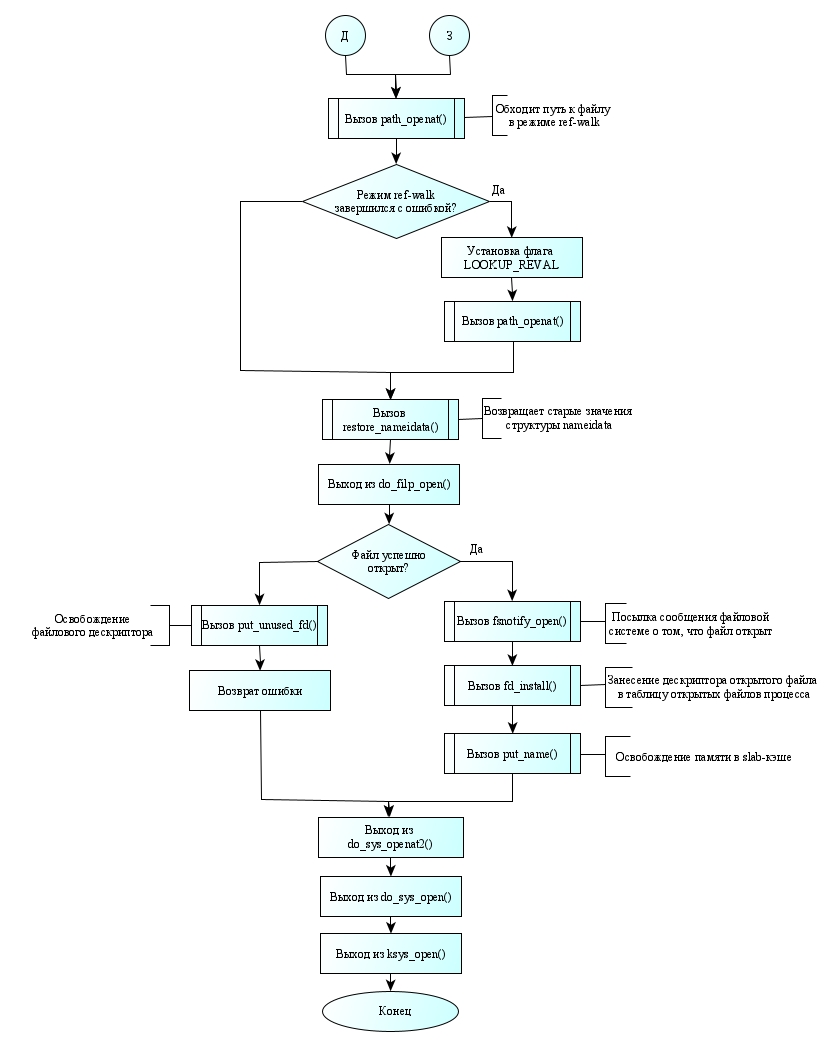 Д
З
Вызов path_openat()
Обходит путь к файлу
в режиме ref-walk
Режим ref-walk
завершился с ошибкой?
Да
Установка флага
LOOKUP_REVAL
Вызов path_openat()
Вызов
restore_nameidata()
Возвращает старые значения
структуры nameidata
Выход из do_filp_open()
Файл успешно
открыт?
Да
Освобождение
файлового дескриптора
Вызов put_unused_fd()
Вызов fsnotify_open()
Посылка сообщения файловой
системе о том, что файл открыт
Возврат ошибки
Вызов fd_install()
Занесение дескриптора открытого файла
в таблицу открытых файлов процесса
Вызов put_name()
Освобождение памяти в slab-кэше
Выход из
do_sys_openat2()
Выход из do_sys_open()
Выход из ksys_open()
Конец